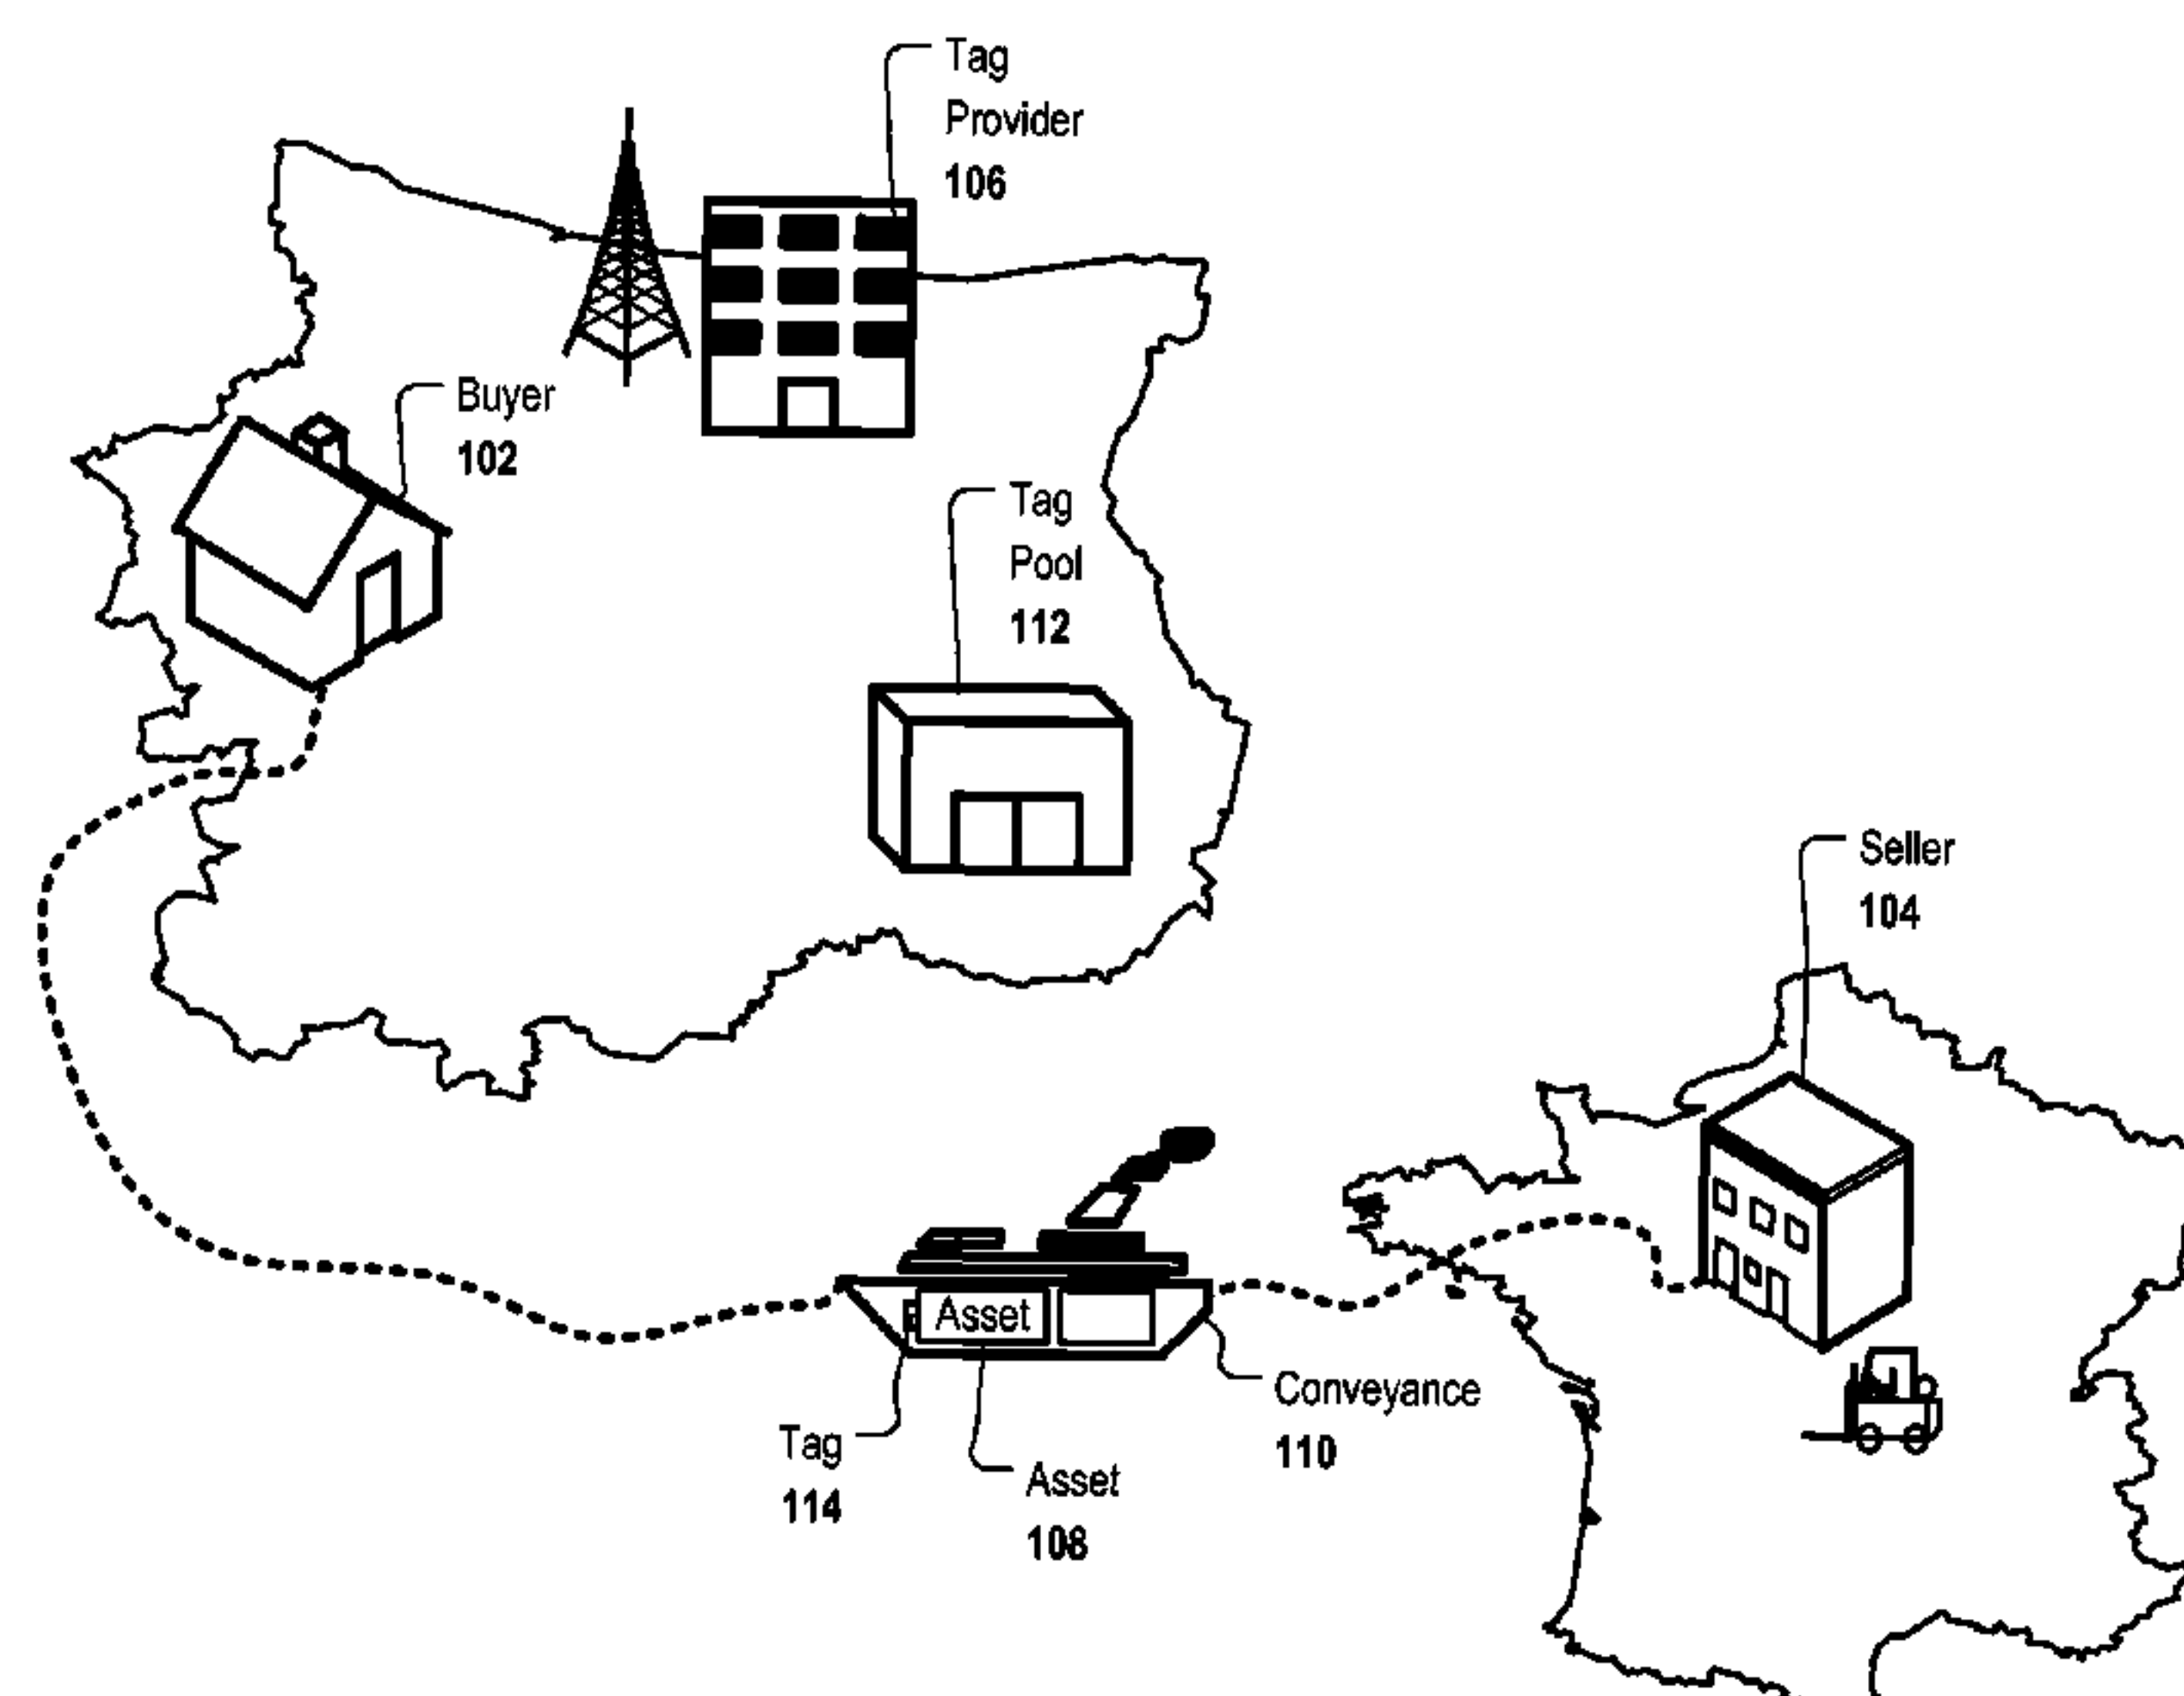 Tag
Provider
106
Buyer
102
Tag
Pool
112
Seller
104
Asset
Conveyance
110
Tag
114
Asset
108